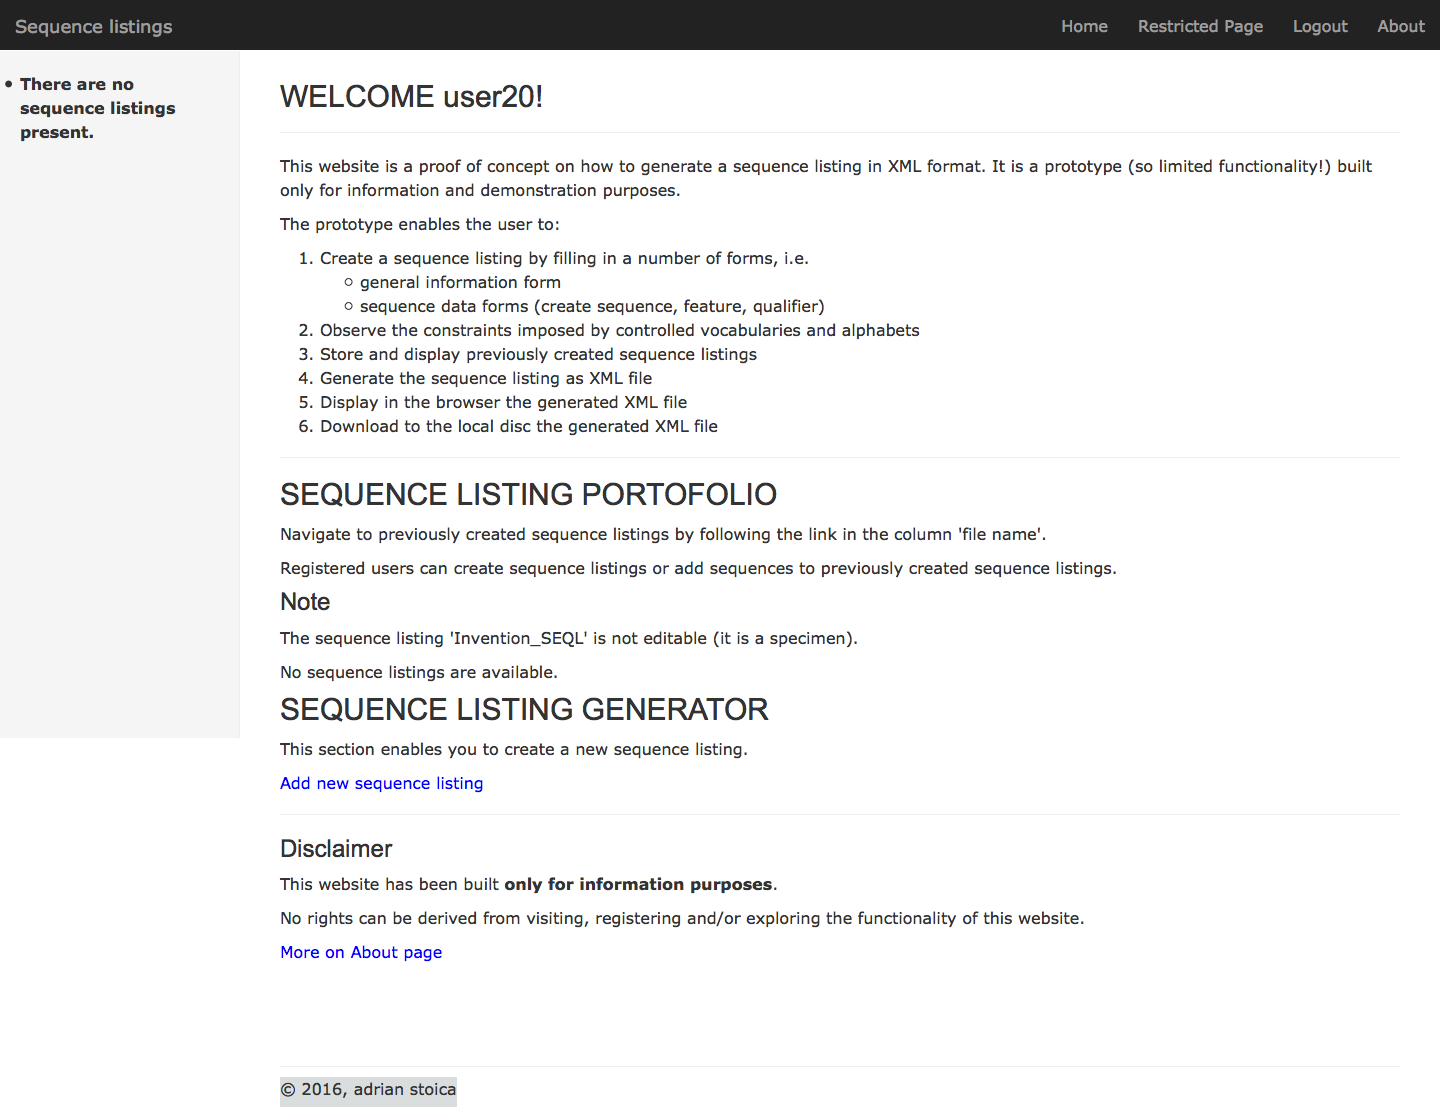 Sequence listings
Home Restricted Page Logout About
• There are no
sequence listings
present.
WELCOME user20!
This website is a proof of concept on how to generate a sequence listing in XML format. It is a prototype (so limited functionality!) built
only for information and demonstration purposes.
The prototype enables the user to:
1. Create a sequence listing by filling in a number of forms, i.e.
○ general information form
○ sequence data forms (create sequence, feature, qualifier)
2. Observe the constraints imposed by controlled vocabularies and alphabets
3. Store and display previously created sequence listings
4. Generate the sequence listing as XML file
5. Display in the browser the generated XML file
6. Download to the local disc the generated XML file
SEQUENCE LISTING PORTOFOLIO
Navigate to previously created sequence listings by following the link in the column 'file name'.
Registered users can create sequence listings or add sequences to previously created sequence listings.
Note
The sequence listing 'Invention_SEQL' is not editable (it is a specimen).
No sequence listings are available.
SEQUENCE LISTING GENERATOR
This section enables you to create a new sequence listing.
Add new sequence listing
Disclaimer
This website has been built only for information purposes.
No rights can be derived from visiting, registering and/or exploring the functionality of this website.
More on About page
© 2016, adrian stoica